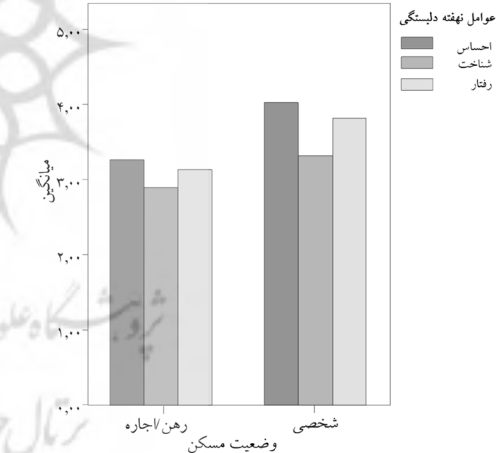 عوامل نهفته دلبستگی
احساس
شناخت
رفتار
میانگین
۵,۰۰
۴,۰۰
۳,۰۰
۲,۰۰
۱,۰۰
۰,۰۰
رهن/اجاره
شخصی
وضعیت مسکن